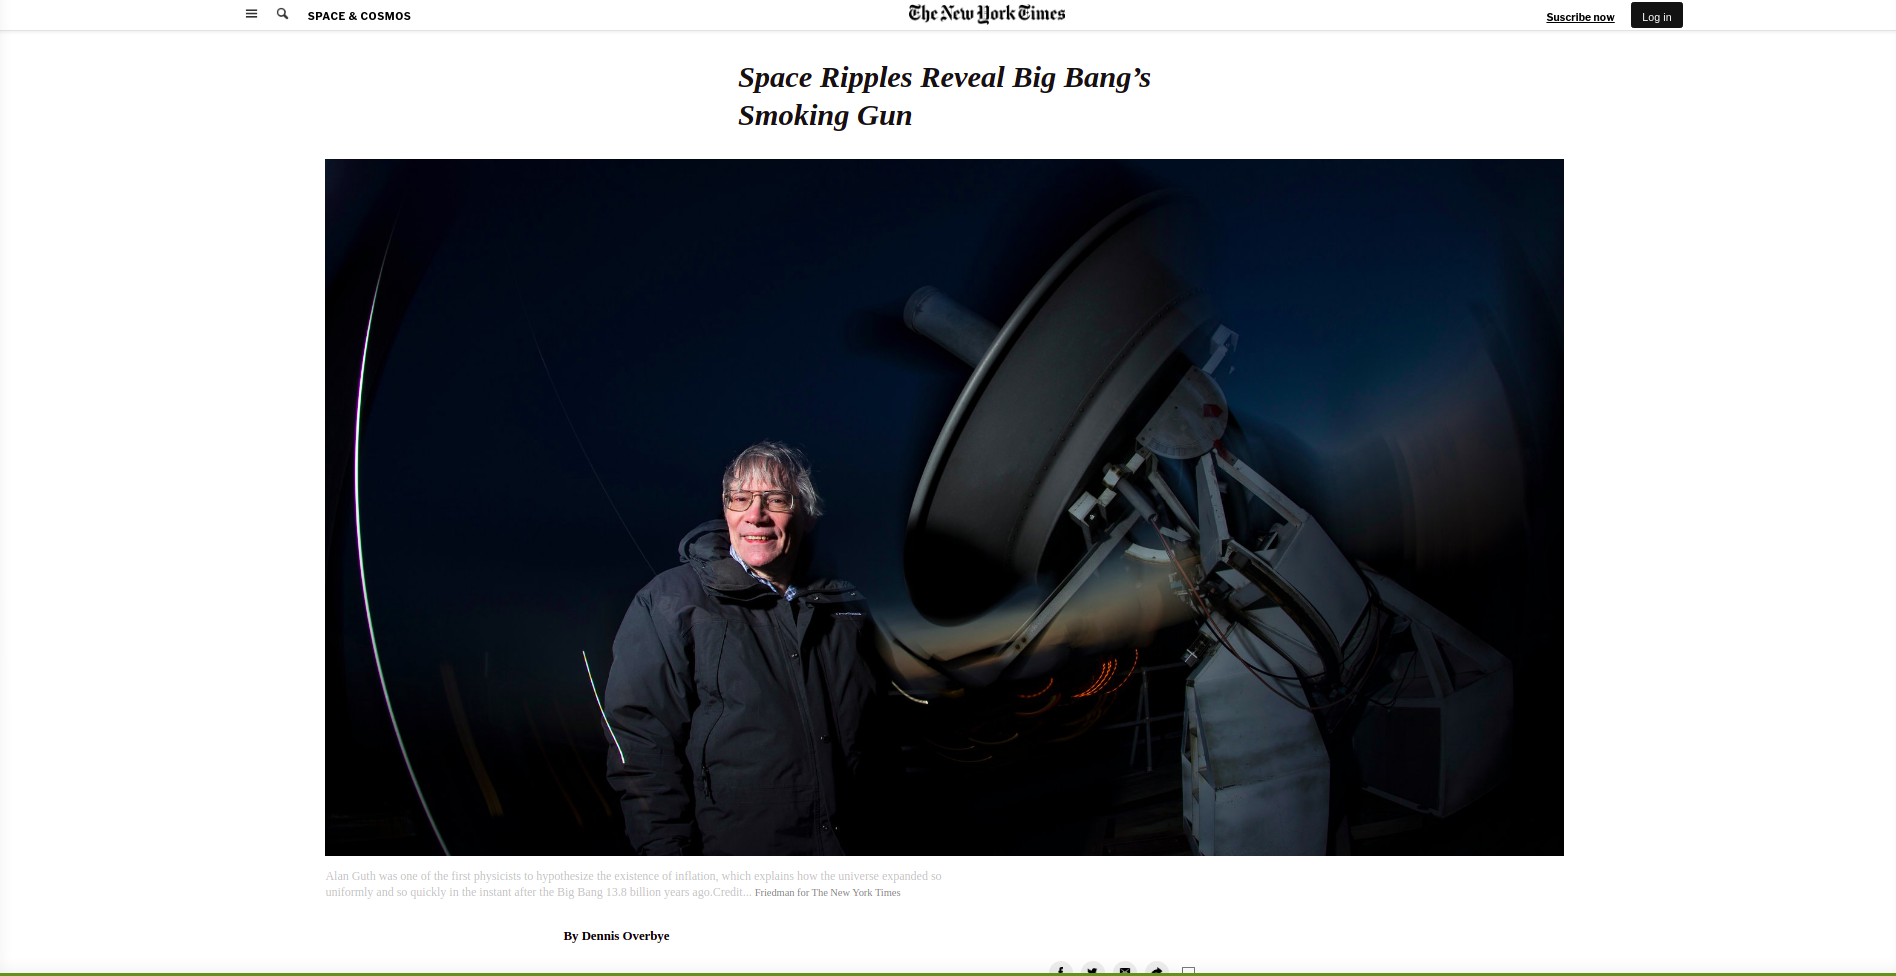 SPACE & COSMOS
The New York Times
Suscribe now
Log in
Space Ripples Reveal Big Bang’s
Smoking Gun
Alan Guth was one of the first physicists to hypothesize the existence of inflation, which explains how the universe expanded so
uniformly and so quickly in the instant after the Big Bang 13.8 billion years ago.Credit... Friedman for The New York Times
By Dennis Overbye